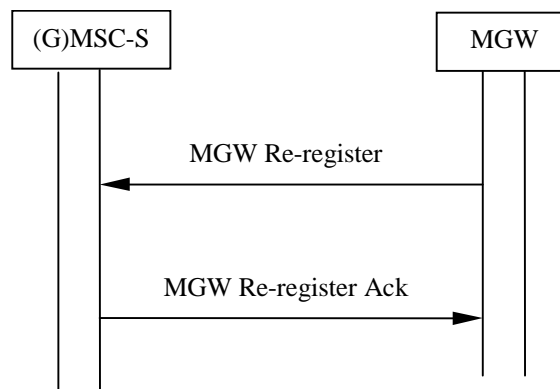 (G)MSC-S
MGW
MGW Re-register
MGW Re-register Ack